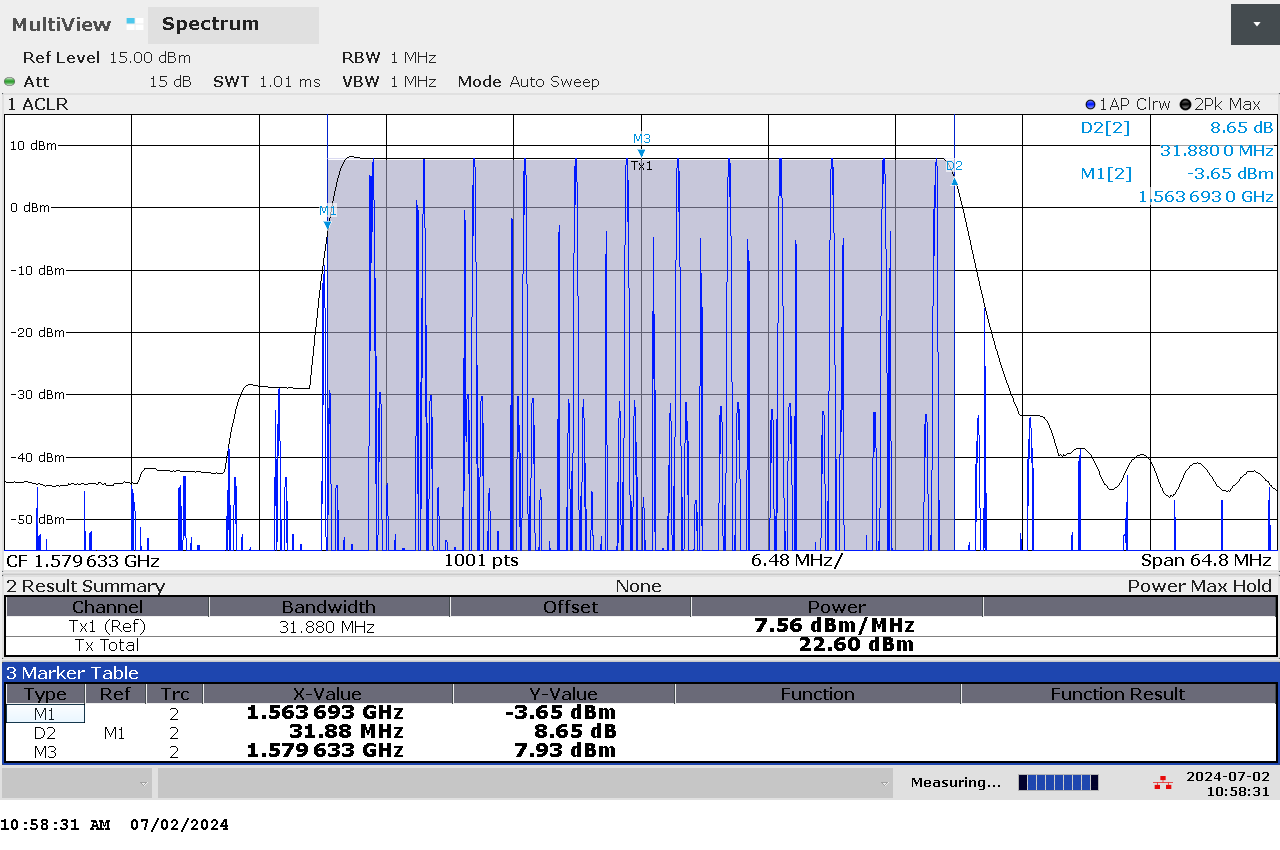 MultiView Spectrum
Ref Level 15.00 dBm RBW 1 MHz
Att 15 dB SWT 1.01 ms VBW 1 MHz Mode Auto Sweep
1 ACLR 1AP Clrw 2Pk Max
D2[2] 8.65 dB
31.880 0 MHz
M1[2] -3.65 dBm
1.563 693 0 GHz
M3
10 dBm
Tx1
D2
M1
0 dBm
-10 dBm
-20 dBm
-30 dBm
-40 dBm
-50 dBm
CF 1.579 633 GHz 1001 pts 6.48 MHz/ Span 64.8 MHz
2 Result Summary None Power Max Hold
Channel Bandwidth Offset Power
Tx1 (Ref) 31.880 MHz 7.56 dBm/MHz
Tx Total 22.60 dBm
3 Marker Table
Type Ref Trc X-Value Y-Value Function Function Result
M1 2 1.563 693 GHz -3.65 dBm
D2 M1 2 31.88 MHz 8.65 dB
M3 2 1.579 633 GHz 7.93 dBm
Measuring... 2024-07-02
10:58:31
10:58:31 AM 07/02/2024